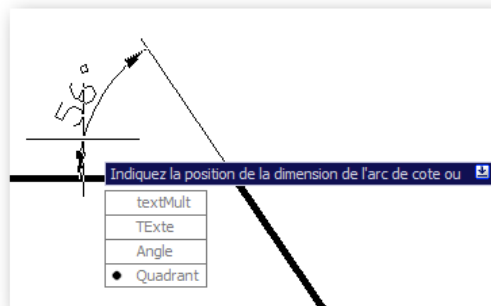 56°
Indiquez la position de la dimension de l'arc de cote ou
textMult
TExte
Angle
Quadrant